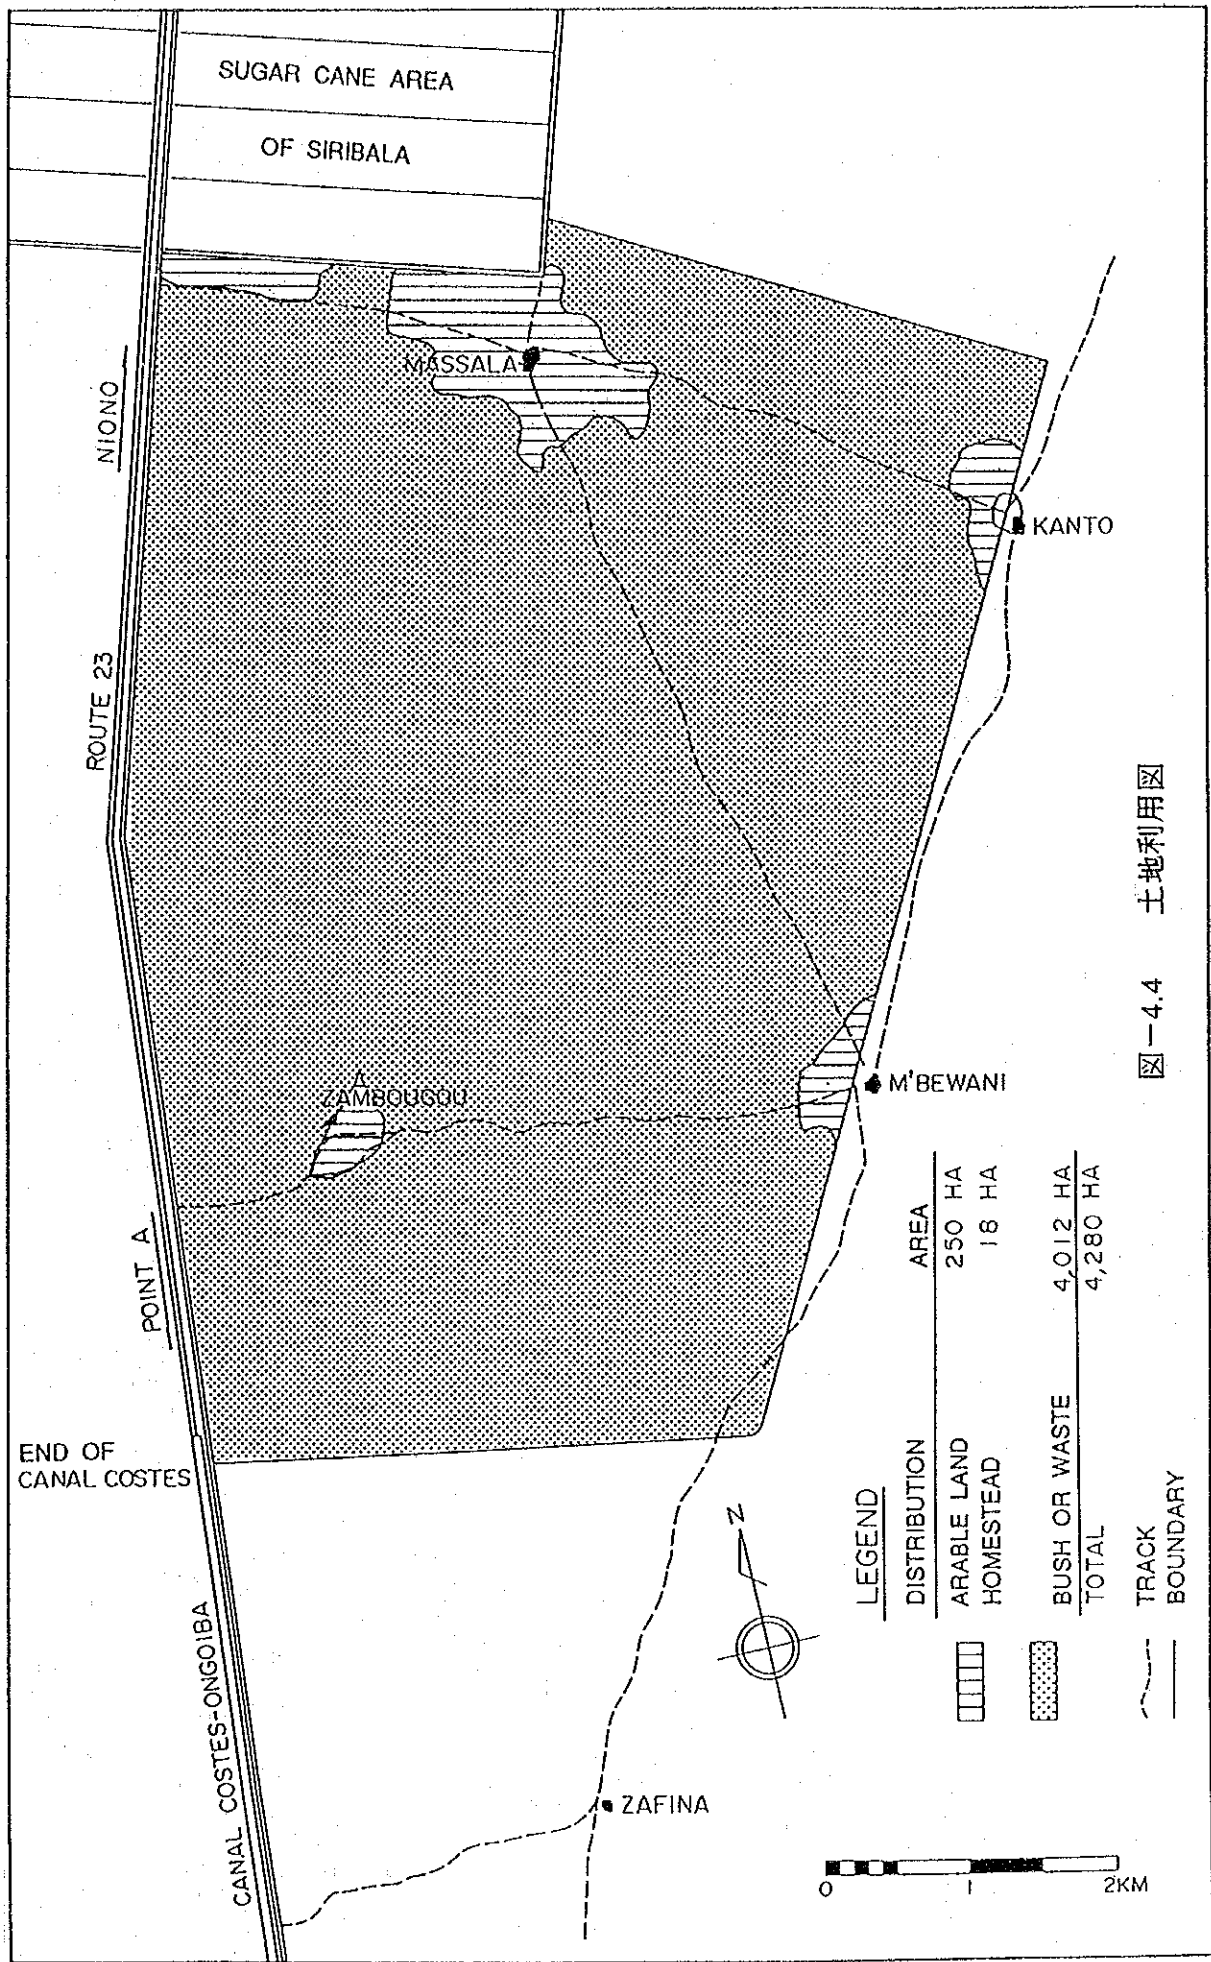 SUGAR CANE AREA
OF SIRIBALA
NIONO
MASSALA
KANTO
ROUTE 23
ZAMBOUGOU
M'BEWANI
POINT A
END OF
CANAL COSTES
CANAL COSTES-ONGOIBA
ZAFINA
N
LEGEND
DISTRIBUTION AREA
ARABLE LAND 250 HA
HOMESTEAD 18 HA
BUSH OR WASTE 4,012 HA
TOTAL 4,280 HA
TRACK
BOUNDARY
0 1 2KM
図-4.4 土地利用図